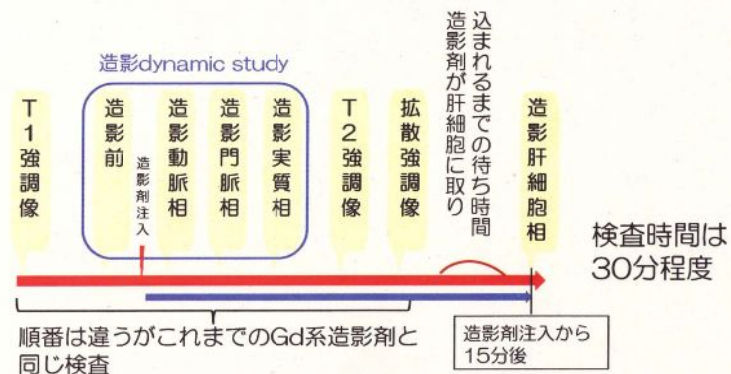 造影dynamic study
T1強調像
造影前
造影剤注入
造影動脈相
造影門脈相
造影実質相
T2強調像
拡散強調像
造影剤が肝細胞に取り
込まれるまでの待ち時間
造影肝細胞相
検査時間は
30分程度
順番は違うがこれまでのGd系造影剤と
同じ検査
造影剤注入から
15分後